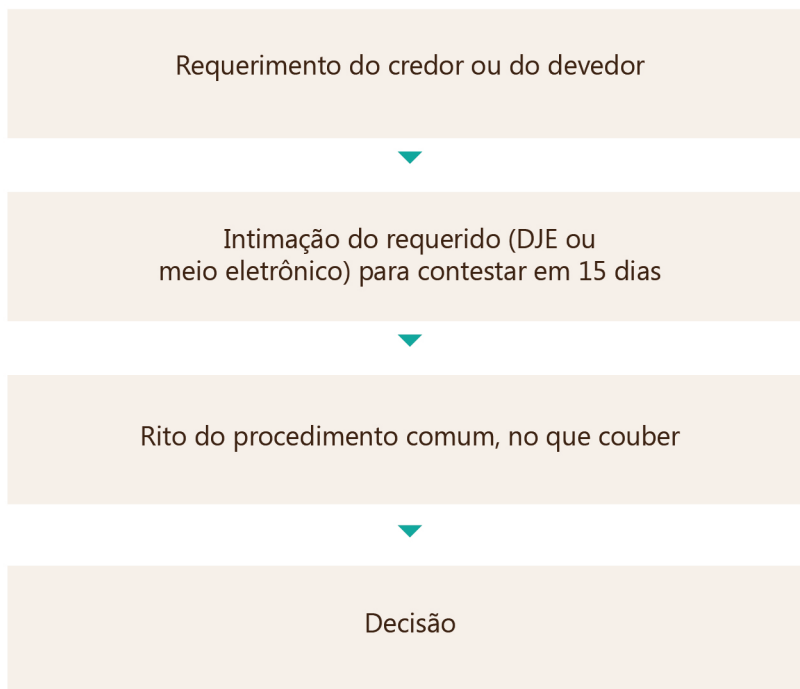 Requerimento do credor ou do devedor
Intimação do requerido (DJE ou
meio eletrônico) para contestar em 15 dias
Rito do procedimento comum, no que couber
Decisão